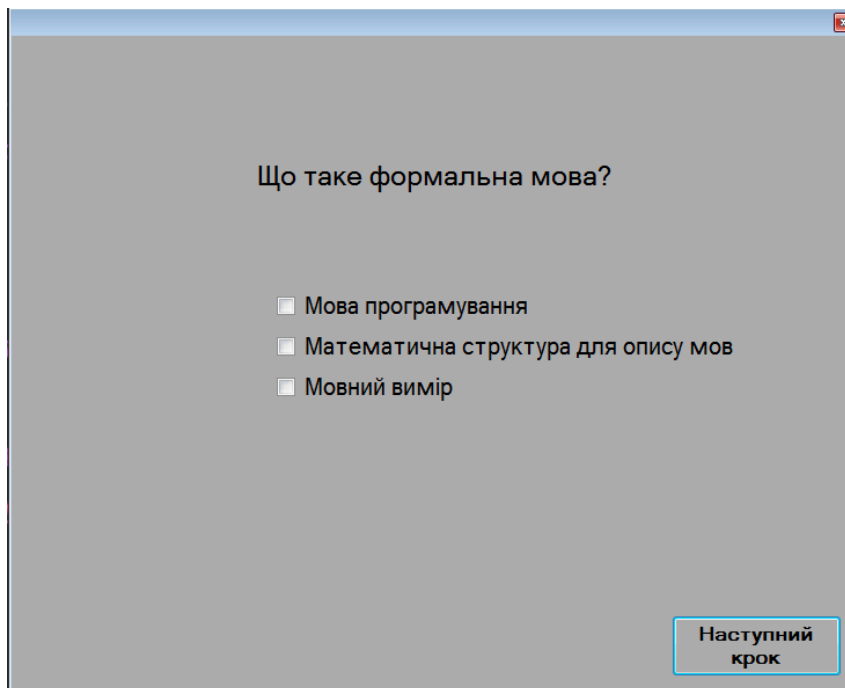 Що таке формальна мова?
Мова програмування
Математична структура для опису мов
Мовний вимір
Наступний
крок